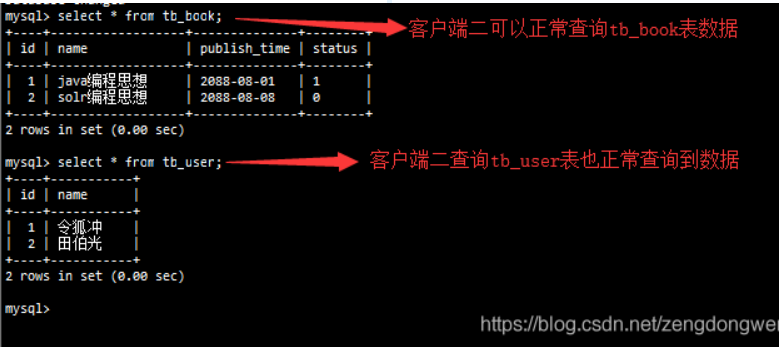 mysql> select * from tb_book;
客户端二可以正常查询tb_book表数据
+----+--------------+--------------+--------+
| id | name | publish_time | status |
+----+--------------+--------------+--------+
| 1 | java编程思想 | 2088-08-01 | 1 |
| 2 | solr编程思想 | 2088-08-08 | 0 |
+----+--------------+--------------+--------+
2 rows in set (0.00 sec)
mysql> select * from tb_user;
客户端二查询tb_user表也正常查询到数据
+----+-----------+
| id | name |
+----+-----------+
| 1 | 令狐冲 |
| 2 | 田伯光 |
+----+-----------+
2 rows in set (0.00 sec)
mysql>
https://blog.csdn.net/zengdongwen